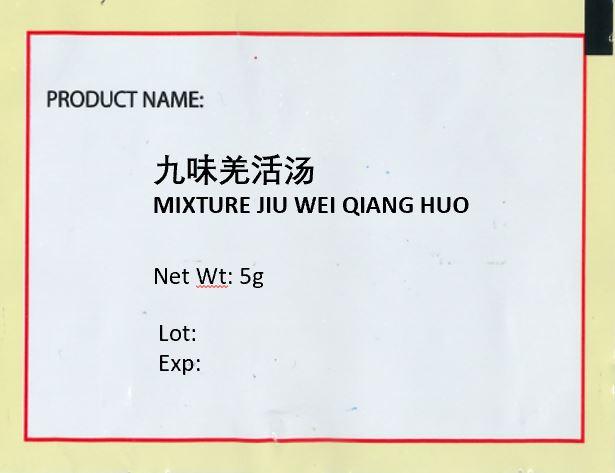 PRODUCT NAME:
九味羌活汤
MIXTURE JIU WEI QIANG HUO
Net Wt: 5g
Lot:
Exp: